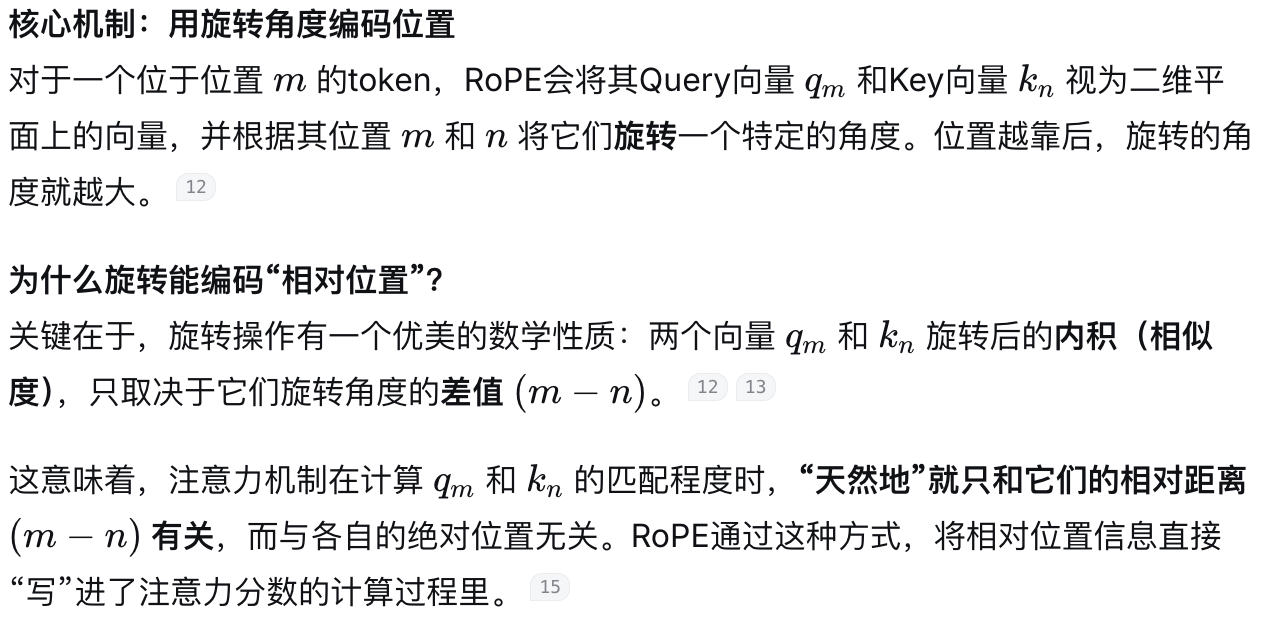 核心机制：用旋转角度编码位置
对于一个位于位置 m 的token，RoPE会将其Query向量 qₘ 和Key向量 kₙ 视为二维平
面上的向量，并根据其位置 m 和 n 将它们旋转一个特定的角度。位置越靠后，旋转的角
度就越大。 12
为什么旋转能编码“相对位置”？
关键在于，旋转操作有一个优美的数学性质：两个向量 qₘ 和 kₙ 旋转后的内积（相似
度），只取决于它们旋转角度的差值 (m − n)。 12 13
这意味着，注意力机制在计算 qₘ 和 kₙ 的匹配程度时，“天然地”就只和它们的相对距离
(m − n) 有关，而与各自的绝对位置无关。RoPE通过这种方式，将相对位置信息直接
“写”进了注意力分数的计算过程里。 15